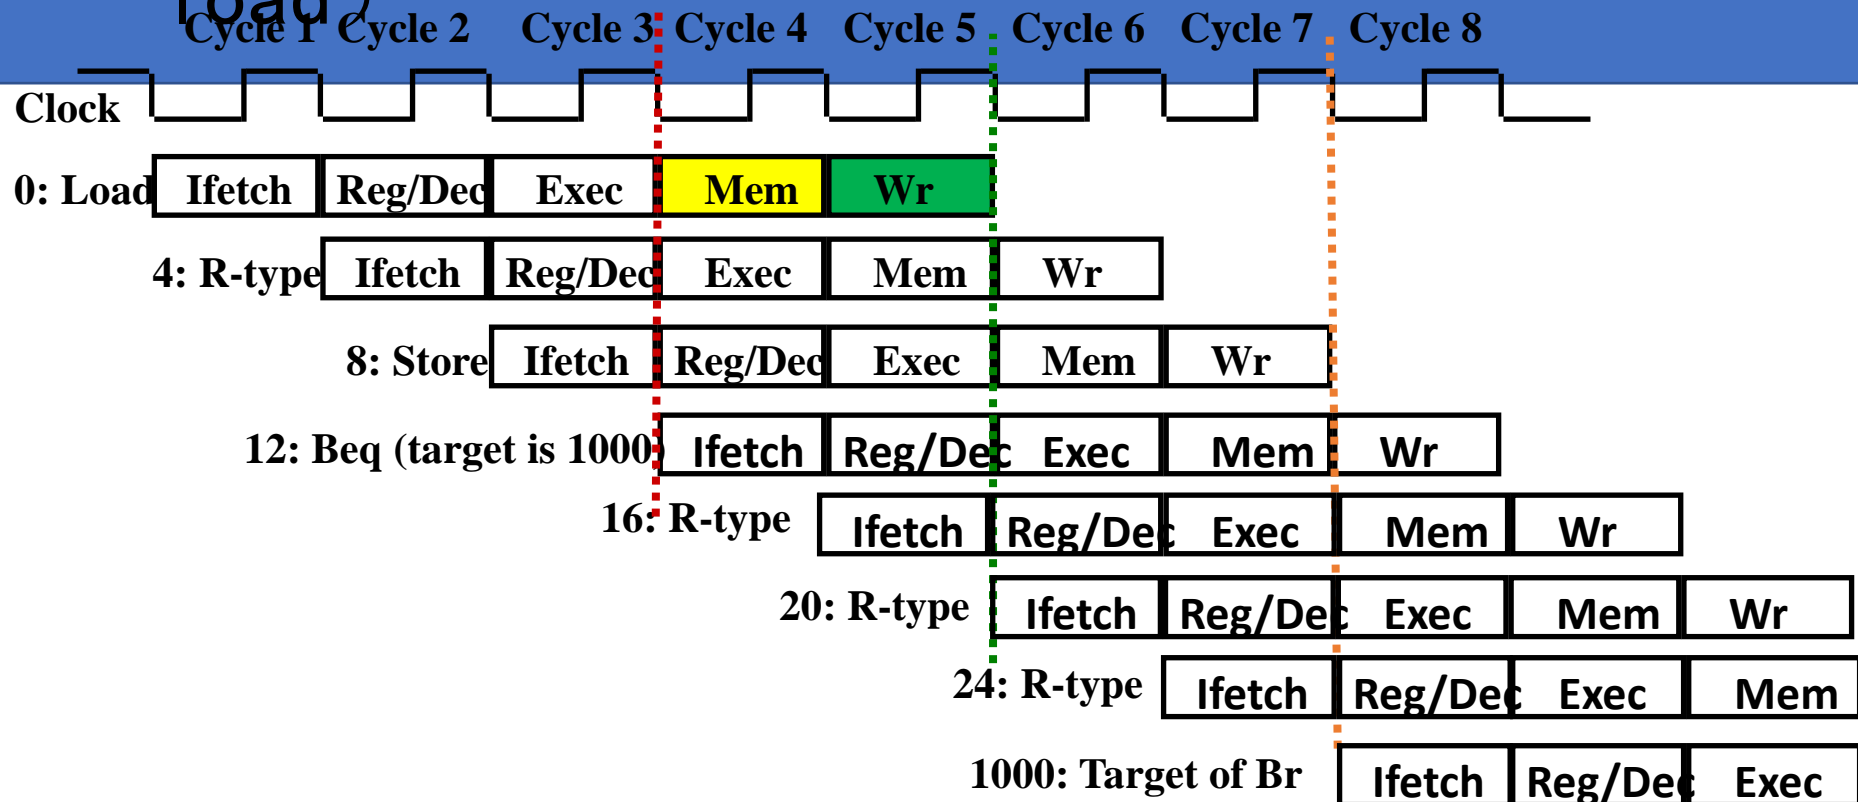 load)
Cycle 1 Cycle 2 Cycle 3 Cycle 4 Cycle 5 Cycle 6 Cycle 7 Cycle 8
Clock
0: Load Ifetch Reg/Dec Exec Mem Wr
4: R-type Ifetch Reg/Dec Exec Mem Wr
8: Store Ifetch Reg/Dec Exec Mem Wr
12: Beq (target is 1000) Ifetch Reg/Dec Exec Mem Wr
16: R-type Ifetch Reg/Dec Exec Mem Wr
20: R-type Ifetch Reg/Dec Exec Mem Wr
24: R-type Ifetch Reg/Dec Exec Mem
1000: Target of Br Ifetch Reg/Dec Exec